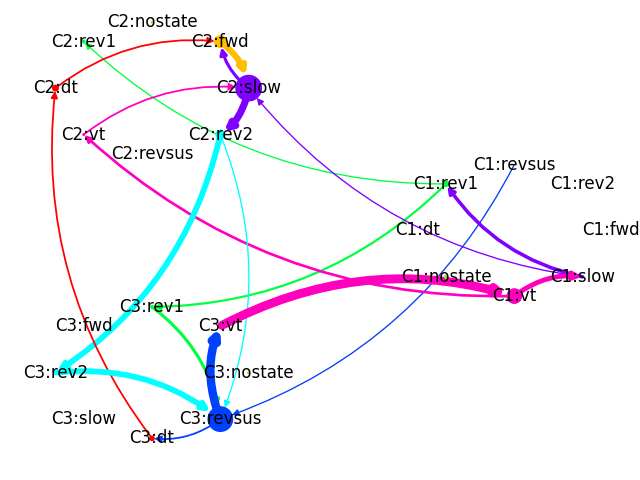 C2:nostate
C2:rev1
C2:fwd
C2:dt
C2:slow
C2:vt
C2:rev2
C2:revsus
C1:revsus
C1:rev1
C1:rev2
C1:dt
C1:fwd
C1:nostate
C1:slow
C1:vt
C3:rev1
C3:fwd
C3:vt
C3:rev2
C3:nostate
C3:slow
C3:revsus
C3:dt